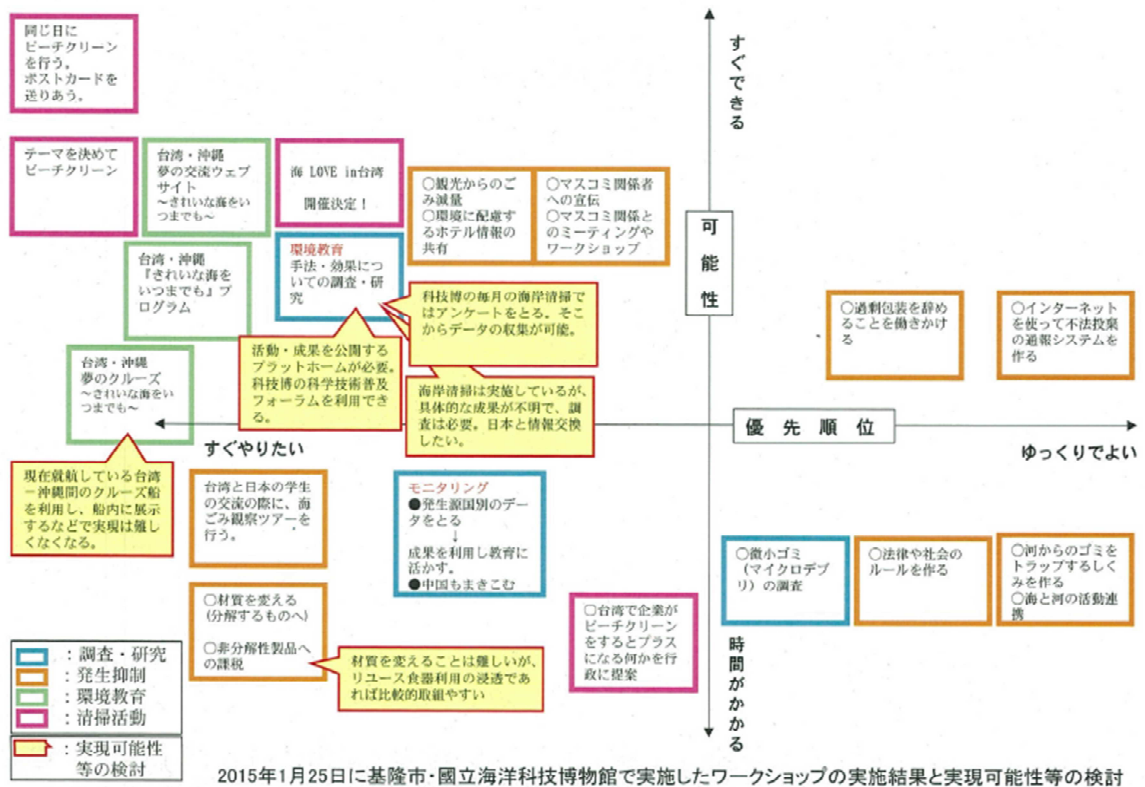 同じ日に
ビーチクリーン
を行う。
ポストカードを
送りあう。
すぐできる
テーマを決めて
ビーチクリーン
台湾・沖縄
夢の交流ウェブ
サイト
～きれいな海をい
つまでも～
海 LOVE in台湾
開催決定！
○観光からのご
み減量
○環境に配慮す
るホテル情報の
共有
○マスコミ関係者
への宣伝
○マスコミ関係と
のミーティングや
ワークショップ
可能性
台湾・沖縄
『きれいな海を
いつまでも』プ
ログラム
環境教育
手法・効果につ
いての調査・研
究
科技博の毎月の海岸清掃で
はアンケートをとる。そこ
からデータの収集が可能。
○過剰包装を辞め
ることを働きかけ
る
○インターネット
を使って不法投棄
の通報システムを
作る
活動・成果を公開する
プラットホームが必要。
科技博の科学技術普及
フォーラムを利用でき
る。
台湾・沖縄
夢のクルーズ
～きれいな海をい
つまでも～
海岸清掃は実施しているが、
具体的な成果が不明で、調
査は必要。日本と情報交換
したい。
優先順位
すぐやりたい
ゆっくりでよい
現在就航している台湾
－沖縄間のクルーズ船
を利用し、船内に展示
するなどで実現は難し
くなくなる。
台湾と日本の学生
の交流の際に、海
ごみ観察ツアーを
行う。
モニタリング
●発生源国別のデー
タをとる
↓
成果を利用し教育に
活かす。
●中国もまきこむ
○微小ゴミ
（マイクロデブ
リ）の調査
○法律や社会の
ルールを作る
○河からのゴミを
トラップするしく
みを作る
○海と河の活動連
携
○材質を変える
(分解するものへ)
○非分解性製品へ
の課税
材質を変えることは難しいが、
リユース食器利用の浸透であ
れば比較的取組やすい
○台湾で企業が
ビーチクリーン
をするとプラス
になる何かを行
政に提案
時間がかかる
：調査・研究
：発生抑制
：環境教育
：清掃活動
：実現可能性
等の検討
2015年1月25日に基隆市・國立海洋科技博物館で実施したワークショップの実施結果と実現可能性等の検討